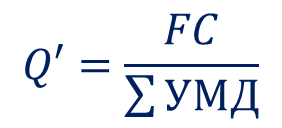 Q′ = FC / ∑ УМД